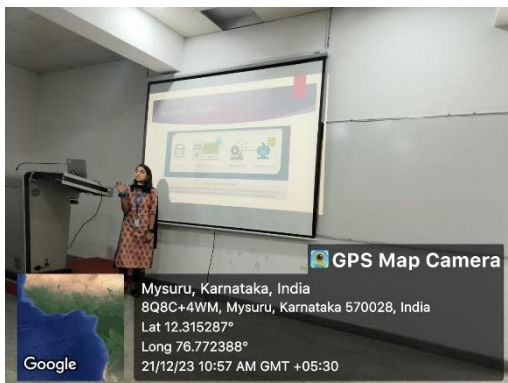 GPS Map Camera
Mysuru, Karnataka, India
8Q8C+4WM, Mysuru, Karnataka 570028, India
Lat 12.315287°
Long 76.772388°
21/12/23 10:57 AM GMT +05:30
Google